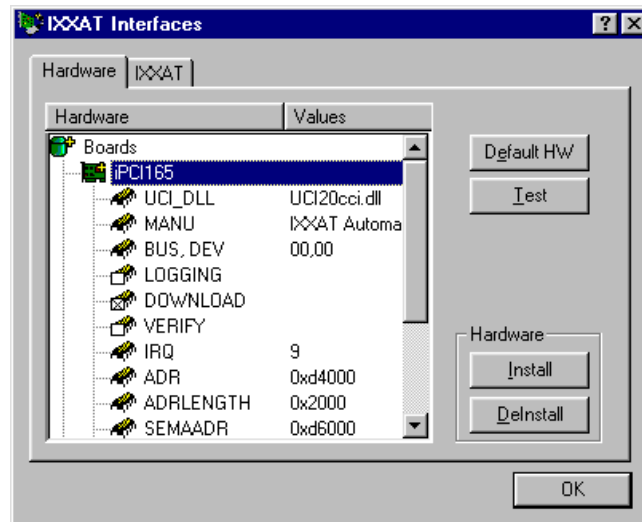 IXXAT Interfaces
Hardware IXXAT
Hardware Values
Boards
iPCI165
UCI_DLL UCI20cci.dll
MANU IXXAT Automa
BUS, DEV 00,00
LOGGING
DOWNLOAD
VERIFY
IRQ 9
ADR 0xd4000
ADRLENGTH 0x2000
SEMAADR 0xd6000
Default HW
Test
Hardware
Install
DeInstall
OK